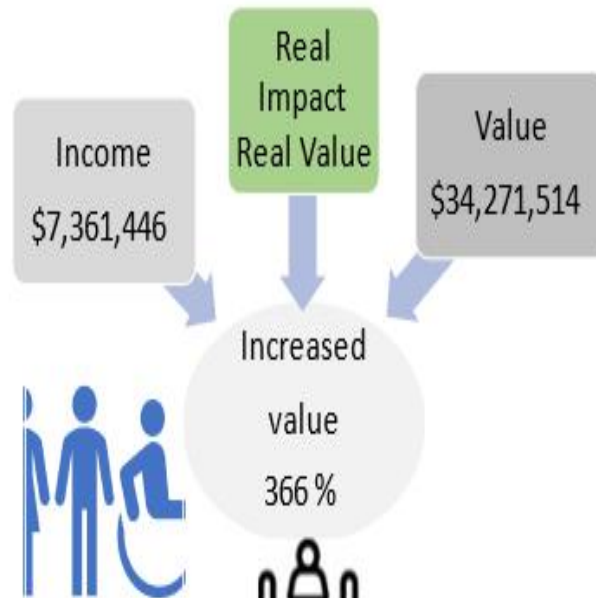 Real
Impact
Real Value
Income
$7,361,446
Value
$34,271,514
Increased
value
366 %